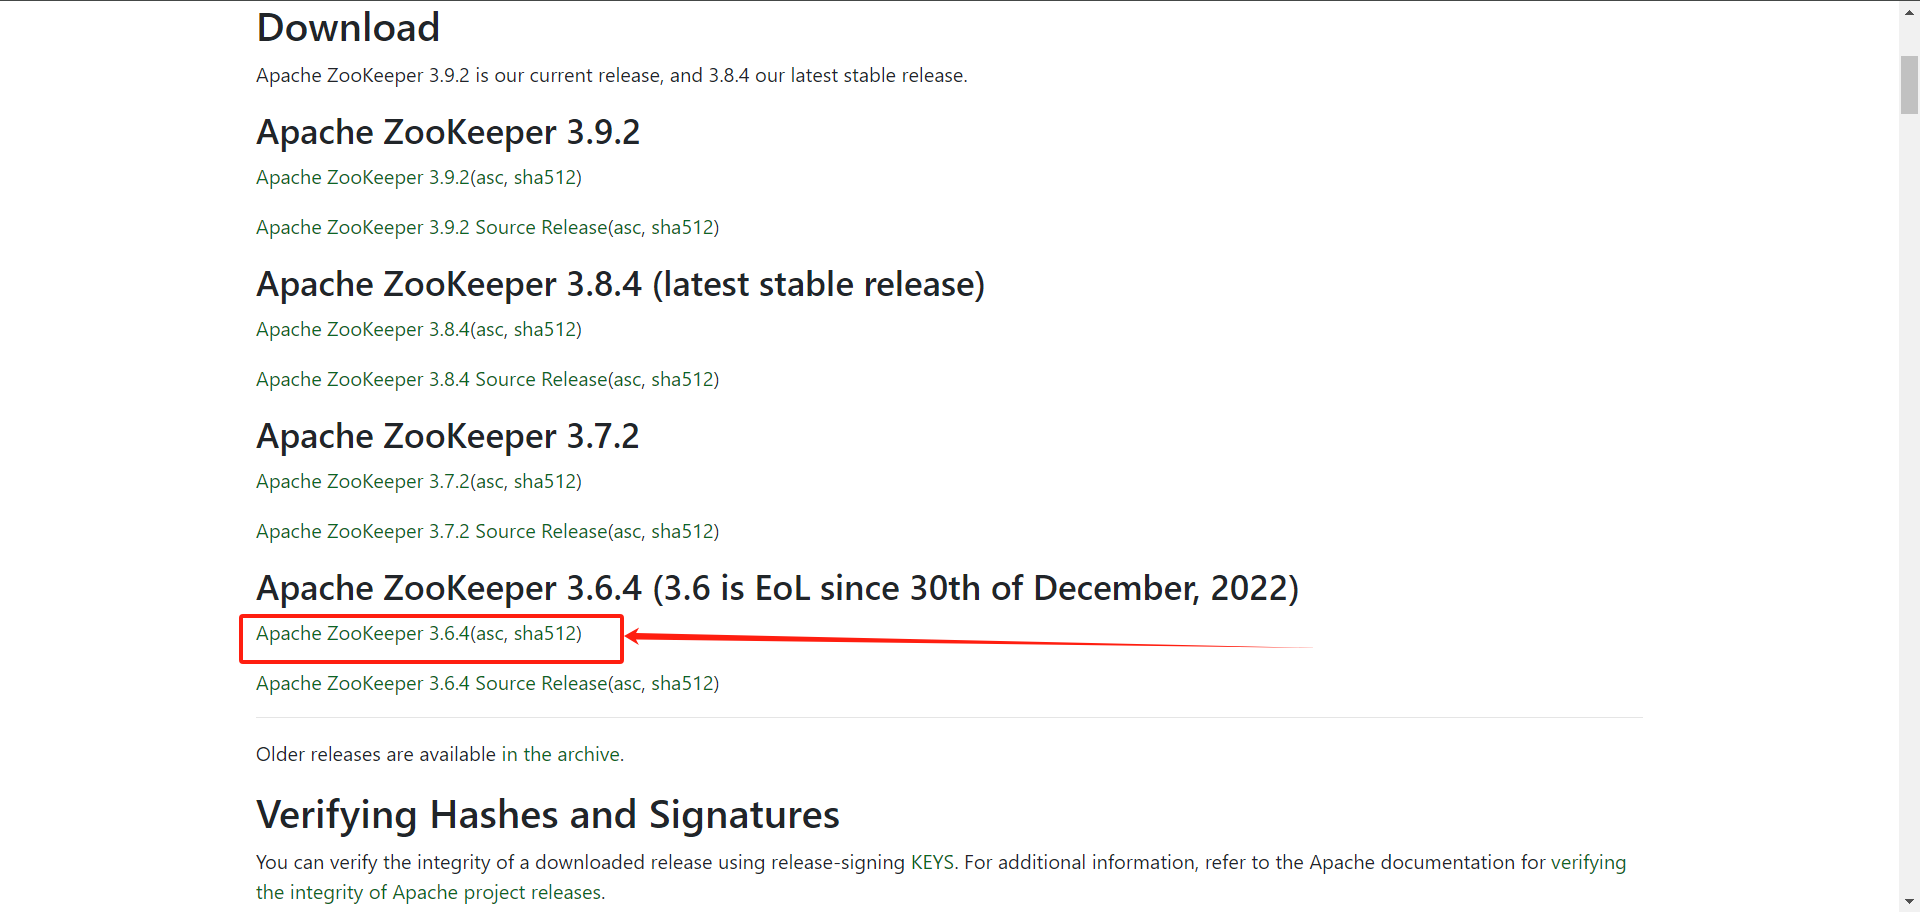 Download
Apache ZooKeeper 3.9.2 is our current release, and 3.8.4 our latest stable release.
Apache ZooKeeper 3.9.2
Apache ZooKeeper 3.9.2(asc, sha512)
Apache ZooKeeper 3.9.2 Source Release(asc, sha512)
Apache ZooKeeper 3.8.4 (latest stable release)
Apache ZooKeeper 3.8.4(asc, sha512)
Apache ZooKeeper 3.8.4 Source Release(asc, sha512)
Apache ZooKeeper 3.7.2
Apache ZooKeeper 3.7.2(asc, sha512)
Apache ZooKeeper 3.7.2 Source Release(asc, sha512)
Apache ZooKeeper 3.6.4 (3.6 is EoL since 30th of December, 2022)
Apache ZooKeeper 3.6.4(asc, sha512)
Apache ZooKeeper 3.6.4 Source Release(asc, sha512)
Older releases are available in the archive.
Verifying Hashes and Signatures
You can verify the integrity of a downloaded release using release-signing KEYS. For additional information, refer to the Apache documentation for verifying
the integrity of Apache project releases.